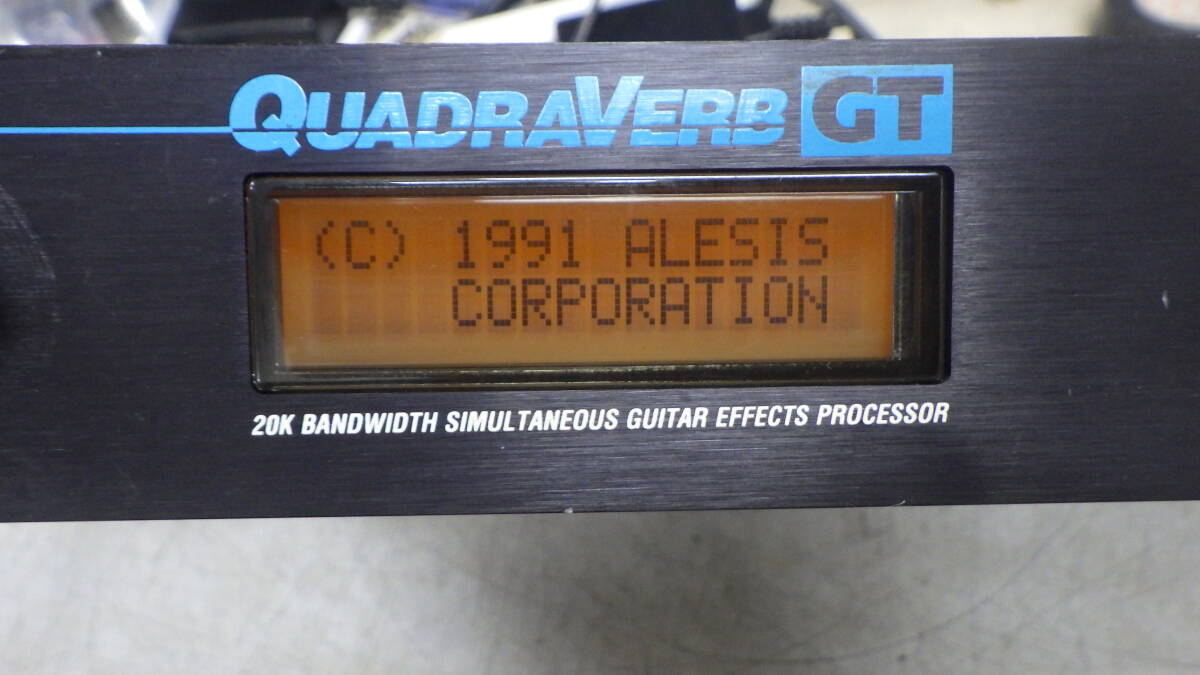 QUADRAVERB GT
(C) 1991 ALESIS
CORPORATION
20K BANDWIDTH SIMULTANEOUS GUITAR EFFECTS PROCESSOR